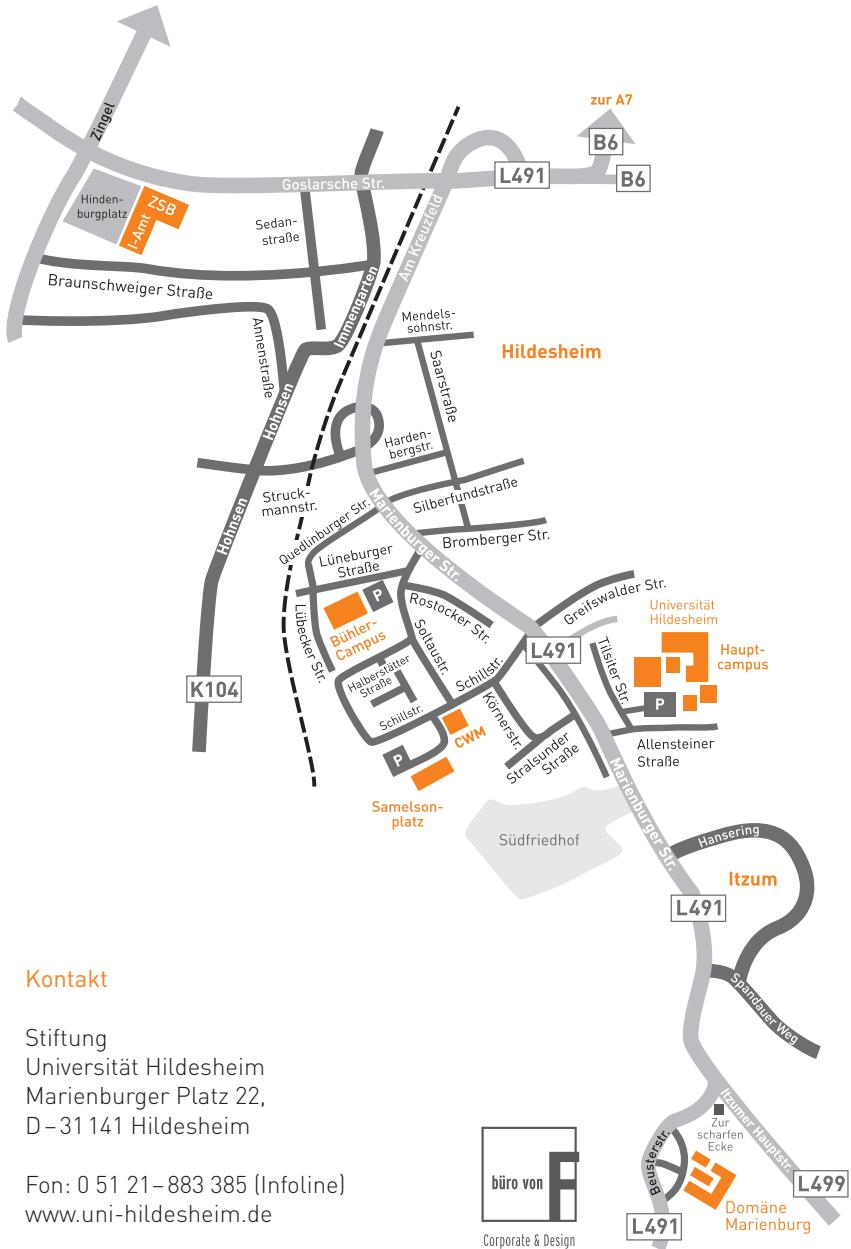 zur A7
B6
L491
B6
Zingel
Goslarsche Str.
Hinden-
burgplatz
ZSB
I-Amt
Sedan-
straße
Braunschweiger Straße
Immengarten
Am Kreuzfeld
Annenstraße
Mendels-
sohnstr.
Hildesheim
Saarstraße
Hohnsen
Harden-
bergstr.
Struck-
mannstr.
Silberfundstraße
Marienburger Str.
Quedlinburger Str.
Hohnsen
Bromberger Str.
Lüneburger
Straße
P
Lübecker Str.
Bühler-
Campus
Rostocker Str.
Soltaustr.
Greifswalder Str.
Universität
Hildesheim
Haupt-
campus
L491
Tilsiter Str.
P
K104
Halberstätter
Straße
Schillstr.
Schillstr.
Körnerstr.
CWM
P
Stralsunder
Straße
Allensteiner
Straße
Samelson-
platz
Marienburger Str.
Südfriedhof
Hansering
Itzum
L491
Spandauer Weg
Kontakt
Stiftung
Universität Hildesheim
Marienburger Platz 22,
D–31141 Hildesheim
Fon: 0 51 21–883 385 (Infoline)
www.uni-hildesheim.de
Itzumer Hauptstr.
Zur
scharfen
Ecke
Beusterstr.
L499
Domäne
Marienburg
L491
büro von F
Corporate & Design